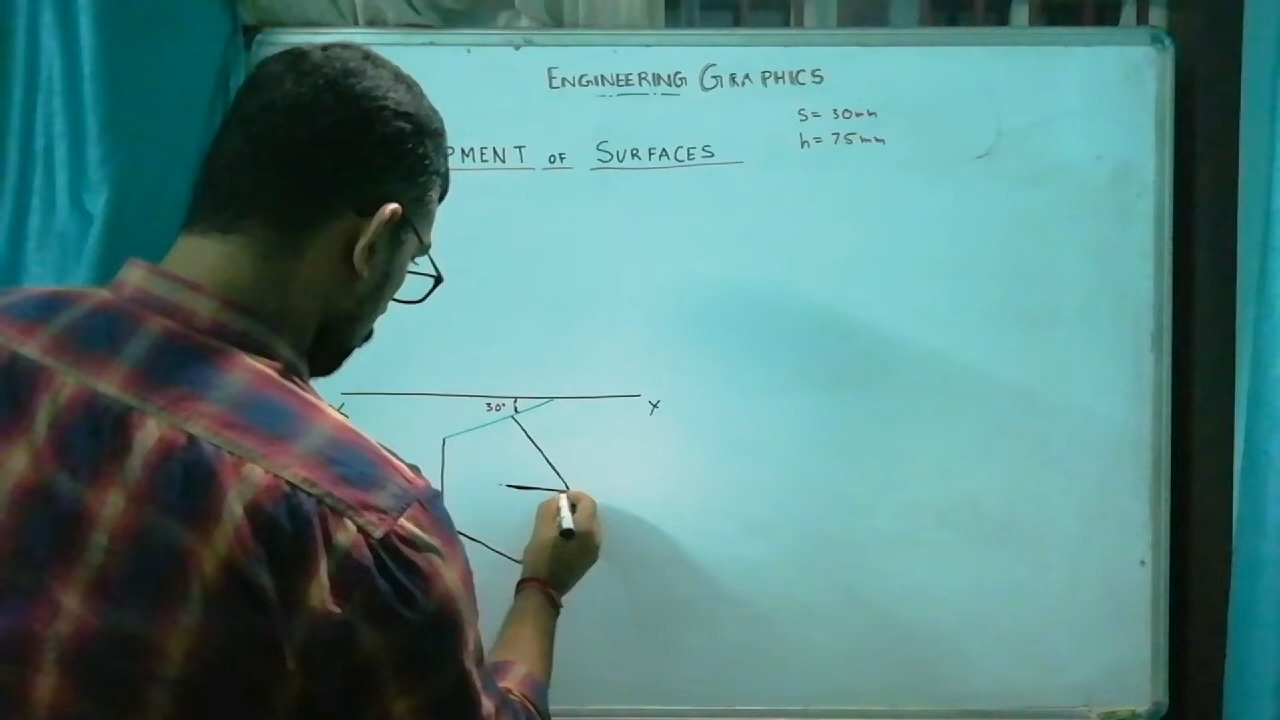 ENGINEERING GRAPHICS
S= 30mm
h= 75mm
PMENT OF SURFACES
30°
X Y